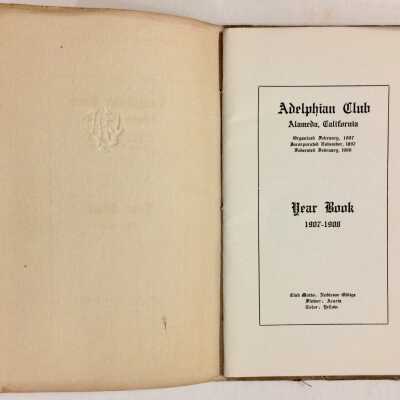 Adelphian Club
Alameda, California
Organized February, 1897
Incorporated November, 1897
Federated February, 1900
Year Book
1907-1908
Club Motto: Noblesse Oblige
Flower: Acacia
Color: Yellow